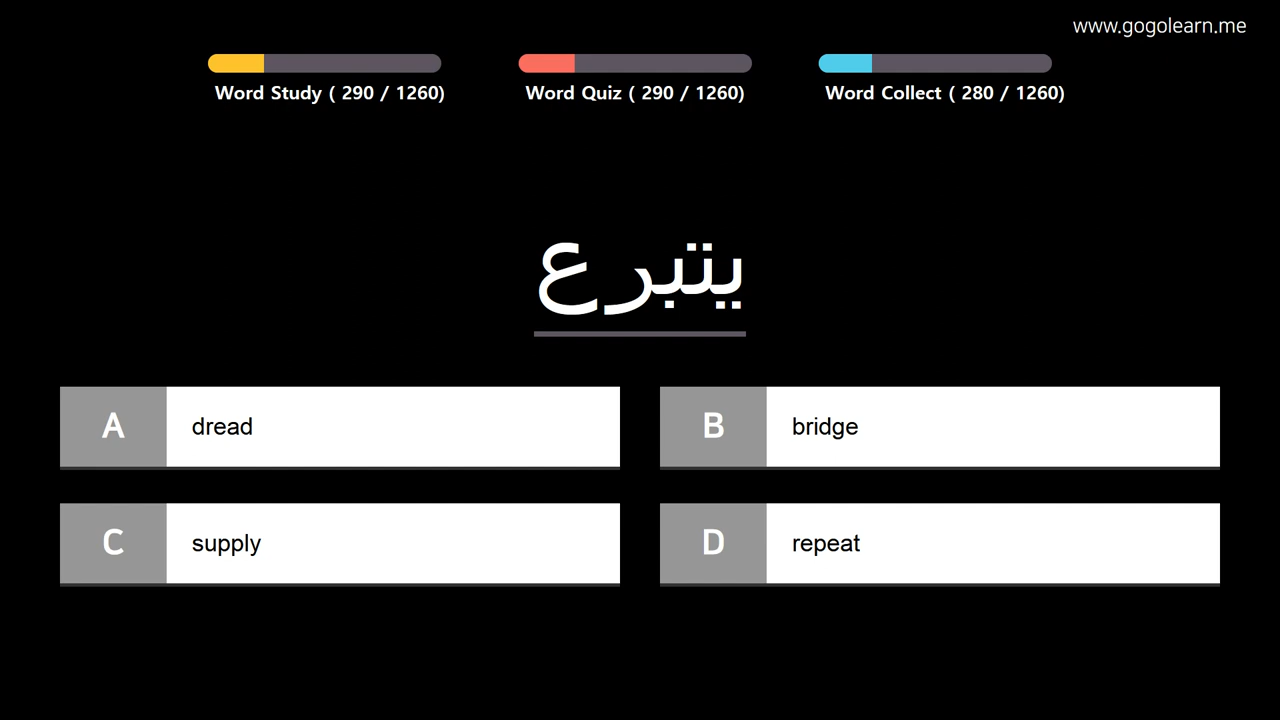 www.gogolearn.me
Word Study ( 290 / 1260)
Word Quiz ( 290 / 1260)
Word Collect ( 280 / 1260)
يتبرع
A dread
B bridge
C supply
D repeat